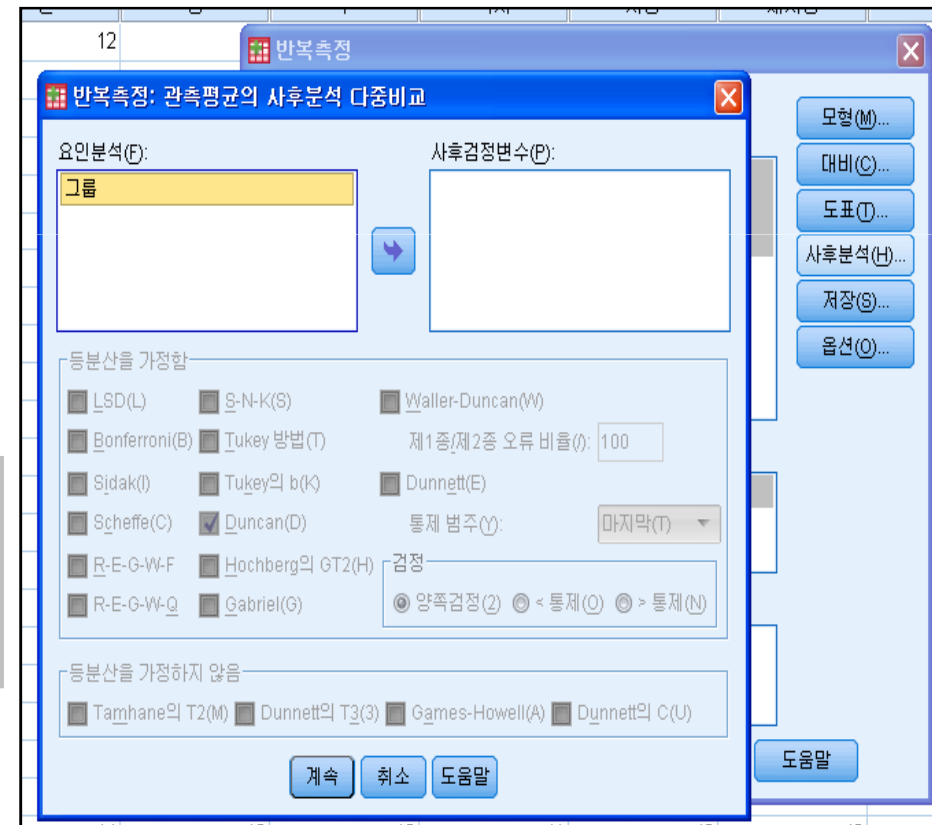 12
반복측정
반복측정: 관측평균의 사후분석 다중비교
요인분석(F):
사후검정변수(P):
그룹
모형(M)...
대비(C)...
도표(T)...
사후분석(H)...
저장(S)...
옵션(O)...
등분산을 가정함
LSD(L) S-N-K(S) Waller-Duncan(W)
Bonferroni(B) Tukey 방법(T) 제1종/제2종 오류 비율(/): 100
Sidak(I) Tukey의 b(K) Dunnett(E)
Scheffe(C) Duncan(D) 통제 범주(Y): 마지막(T)
R-E-G-W-F Hochberg의 GT2(H) 검정
R-E-G-W-Q Gabriel(G) 양쪽검정(2) < 통제(O) > 통제(N)
등분산을 가정하지 않음
Tamhane의 T2(M) Dunnett의 T3(3) Games-Howell(A) Dunnett의 C(U)
계속 취소 도움말
도움말